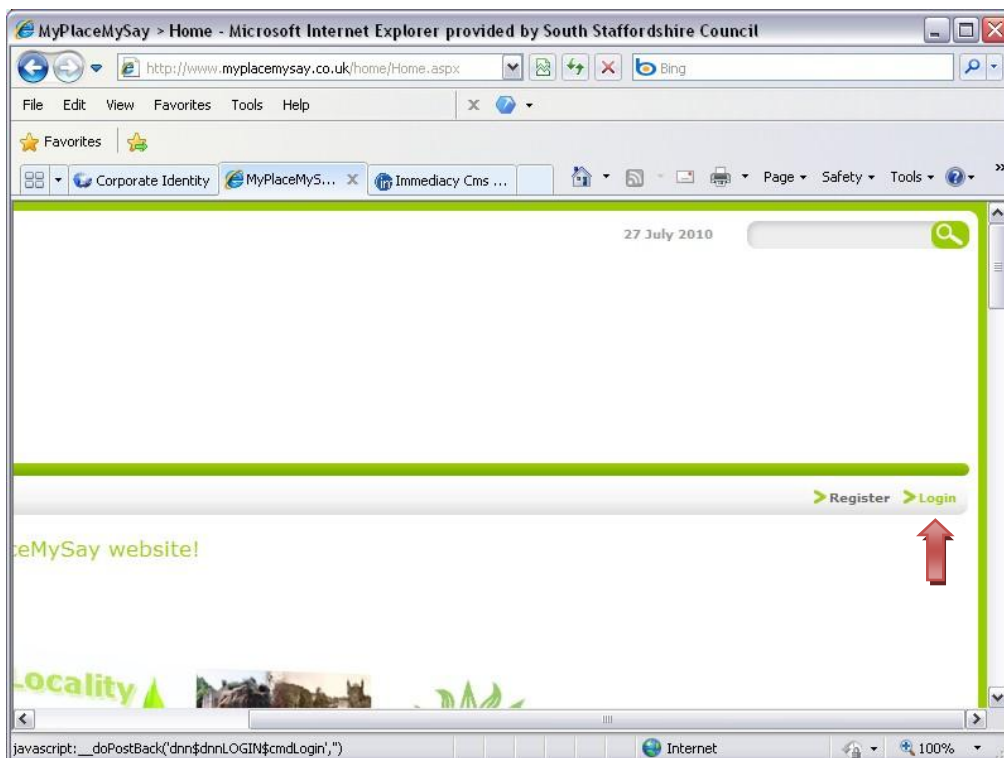 MyPlaceMySay > Home - Microsoft Internet Explorer provided by South Staffordshire Council
http://www.myplacemysay.co.uk/home/Home.aspx Bing
File Edit View Favorites Tools Help X
Favorites
Corporate Identity MyPlaceMyS... X Immediacy Cms ... Page Safety Tools »
27 July 2010
Register Login
ceMySay website!
Locality
javascript:__doPostBack('dnn$dnnLOGIN$cmdLogin','') Internet 100%